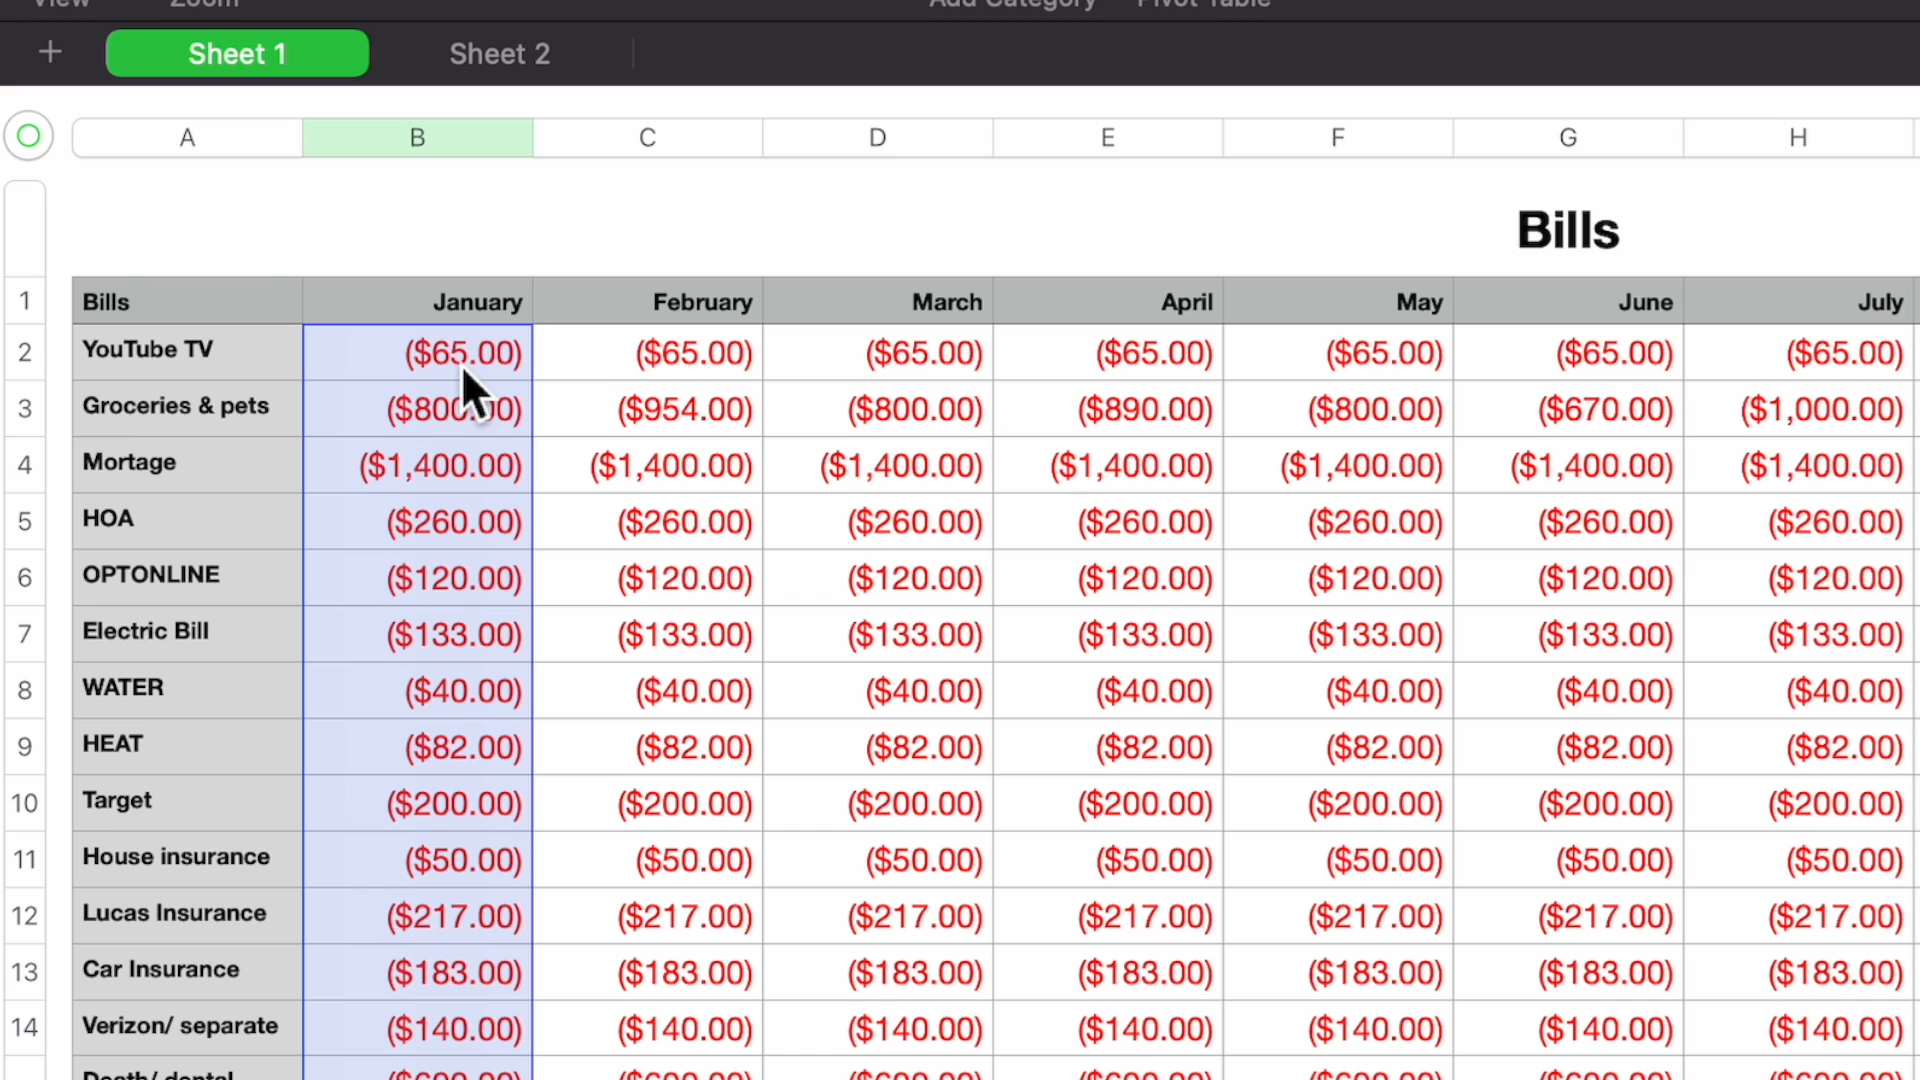 View Zoom Add Category Pivot Table
+ Sheet 1 Sheet 2
A B C D E F G H
Bills
1 Bills January February March April May June July
2 YouTube TV ($65.00) ($65.00) ($65.00) ($65.00) ($65.00) ($65.00) ($65.00)
3 Groceries & pets ($800.00) ($954.00) ($800.00) ($890.00) ($800.00) ($670.00) ($1,000.00)
4 Mortage ($1,400.00) ($1,400.00) ($1,400.00) ($1,400.00) ($1,400.00) ($1,400.00) ($1,400.00)
5 HOA ($260.00) ($260.00) ($260.00) ($260.00) ($260.00) ($260.00) ($260.00)
6 OPTONLINE ($120.00) ($120.00) ($120.00) ($120.00) ($120.00) ($120.00) ($120.00)
7 Electric Bill ($133.00) ($133.00) ($133.00) ($133.00) ($133.00) ($133.00) ($133.00)
8 WATER ($40.00) ($40.00) ($40.00) ($40.00) ($40.00) ($40.00) ($40.00)
9 HEAT ($82.00) ($82.00) ($82.00) ($82.00) ($82.00) ($82.00) ($82.00)
10 Target ($200.00) ($200.00) ($200.00) ($200.00) ($200.00) ($200.00) ($200.00)
11 House insurance ($50.00) ($50.00) ($50.00) ($50.00) ($50.00) ($50.00) ($50.00)
12 Lucas Insurance ($217.00) ($217.00) ($217.00) ($217.00) ($217.00) ($217.00) ($217.00)
13 Car Insurance ($183.00) ($183.00) ($183.00) ($183.00) ($183.00) ($183.00) ($183.00)
14 Verizon/ separate ($140.00) ($140.00) ($140.00) ($140.00) ($140.00) ($140.00) ($140.00)